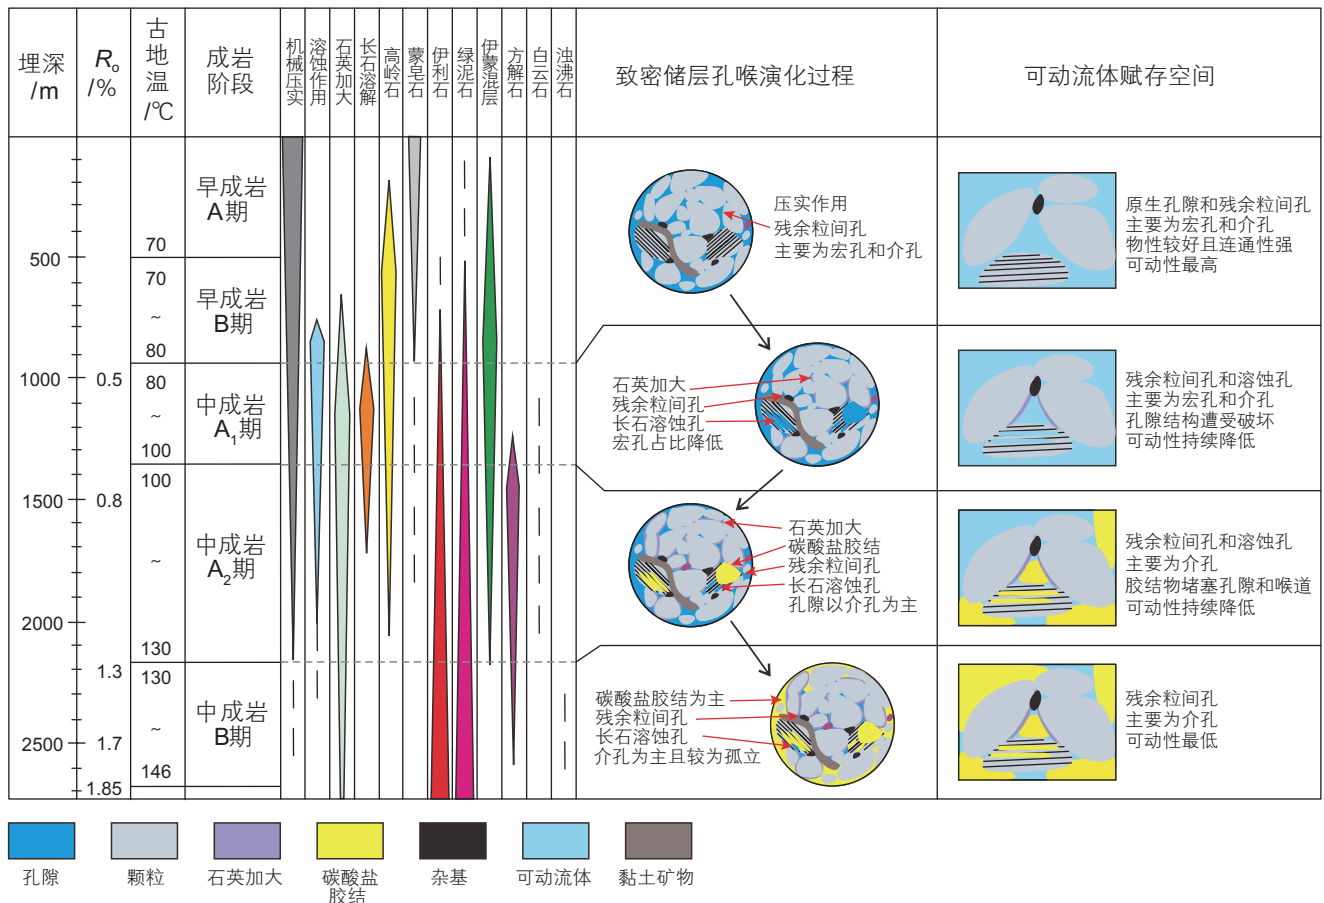 埋深
/m
Ro
/%
古
地
温
/℃
成岩
阶段
机械压实
溶蚀作用
石英加大
长石溶解
高岭石
蒙皂石
伊利石
绿泥石
伊蒙混层
方解石
白云石
浊沸石
致密储层孔喉演化过程
可动流体赋存空间
500
1000
1500
2000
2500
0.5
0.8
1.3
1.7
1.85
70
70
~
80
80
~
100
100
~
130
130
~
146
早成岩
A期
早成岩
B期
中成岩
A1期
中成岩
A2期
中成岩
B期
压实作用
残余粒间孔
主要为宏孔和介孔
原生孔隙和残余粒间孔
主要为宏孔和介孔
物性较好且连通性强
可动性最高
石英加大
残余粒间孔
长石溶蚀孔
宏孔占比降低
残余粒间孔和溶蚀孔
主要为宏孔和介孔
孔隙结构遭受破坏
可动性持续降低
石英加大
碳酸盐胶结
残余粒间孔
长石溶蚀孔
孔隙以介孔为主
残余粒间孔和溶蚀孔
主要为介孔
胶结物堵塞孔隙和喉道
可动性持续降低
碳酸盐胶结为主
残余粒间孔
长石溶蚀孔
介孔为主且较为孤立
残余粒间孔
主要为介孔
可动性最低
孔隙
颗粒
石英加大
碳酸盐
胶结
杂基
可动流体
黏土矿物